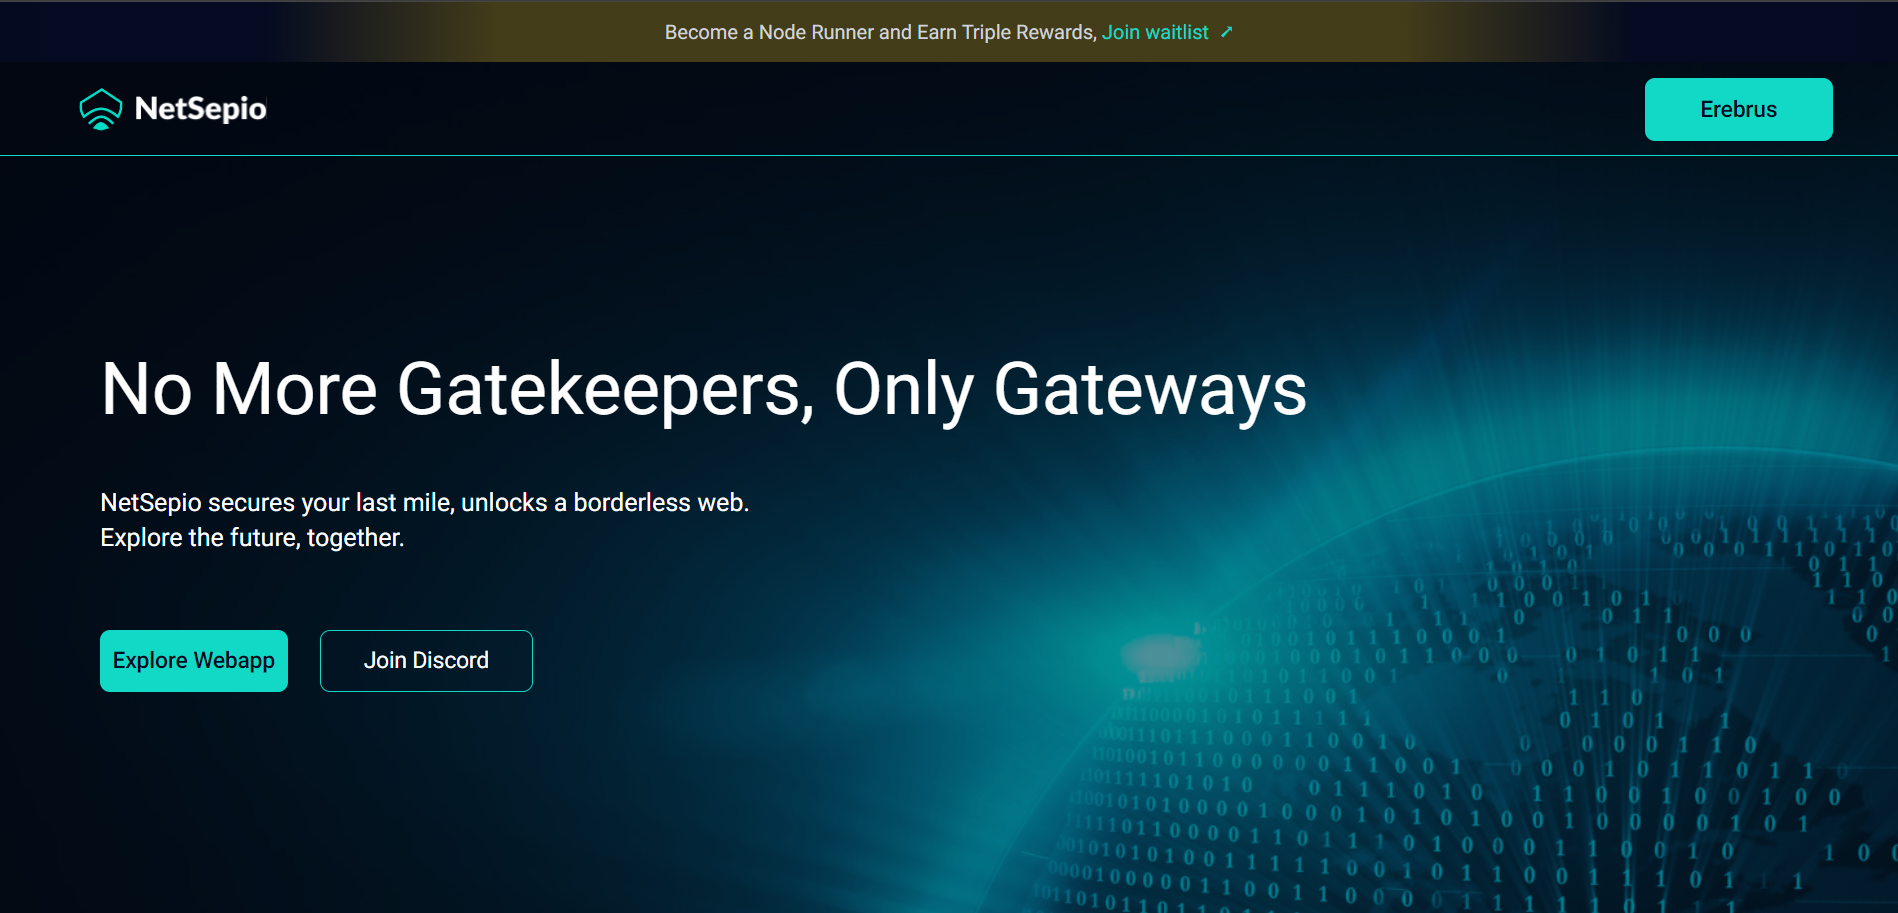 Become a Node Runner and Earn Triple Rewards, Join waitlist ↗
NetSepio
Erebrus
No More Gatekeepers, Only Gateways
NetSepio secures your last mile, unlocks a borderless web.
Explore the future, together.
Explore Webapp
Join Discord